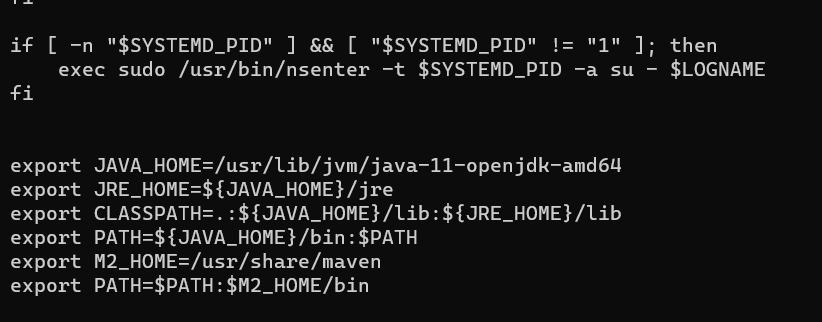 fi
if [ -n "$SYSTEMD_PID" ] && [ "$SYSTEMD_PID" != "1" ]; then
    exec sudo /usr/bin/nsenter -t $SYSTEMD_PID -a su - $LOGNAME
fi
export JAVA_HOME=/usr/lib/jvm/java-11-openjdk-amd64
export JRE_HOME=${JAVA_HOME}/jre
export CLASSPATH=.:${JAVA_HOME}/lib:${JRE_HOME}/lib
export PATH=${JAVA_HOME}/bin:$PATH
export M2_HOME=/usr/share/maven
export PATH=$PATH:$M2_HOME/bin